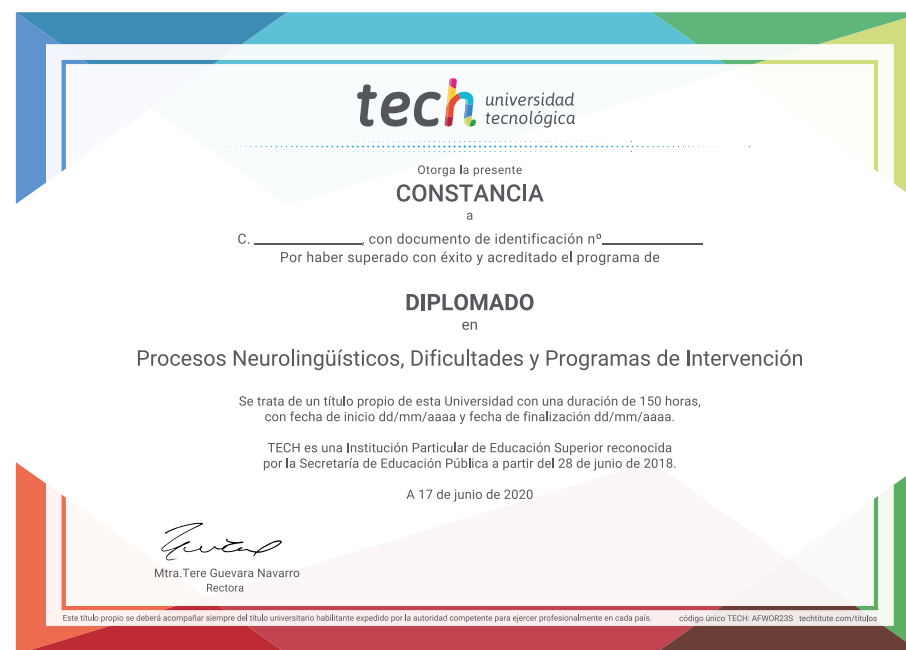 tech universidad
tecnológica
Otorga la presente
CONSTANCIA
a
C. ______________, con documento de identificación nº_____________
Por haber superado con éxito y acreditado el programa de
DIPLOMADO
en
Procesos Neurolingüísticos, Dificultades y Programas de Intervención
Se trata de un título propio de esta Universidad con una duración de 150 horas,
con fecha de inicio dd/mm/aaaa y fecha de finalización dd/mm/aaaa.
TECH es una Institución Particular de Educación Superior reconocida
por la Secretaría de Educación Pública a partir del 28 de junio de 2018.
A 17 de junio de 2020
Mtra.Tere Guevara Navarro
Rectora
Este título propio se deberá acompañar siempre del título universitario habilitante expedido por la autoridad competente para ejercer profesionalmente en cada país. código único TECH: AFWOR23S techtitute.com/titulos